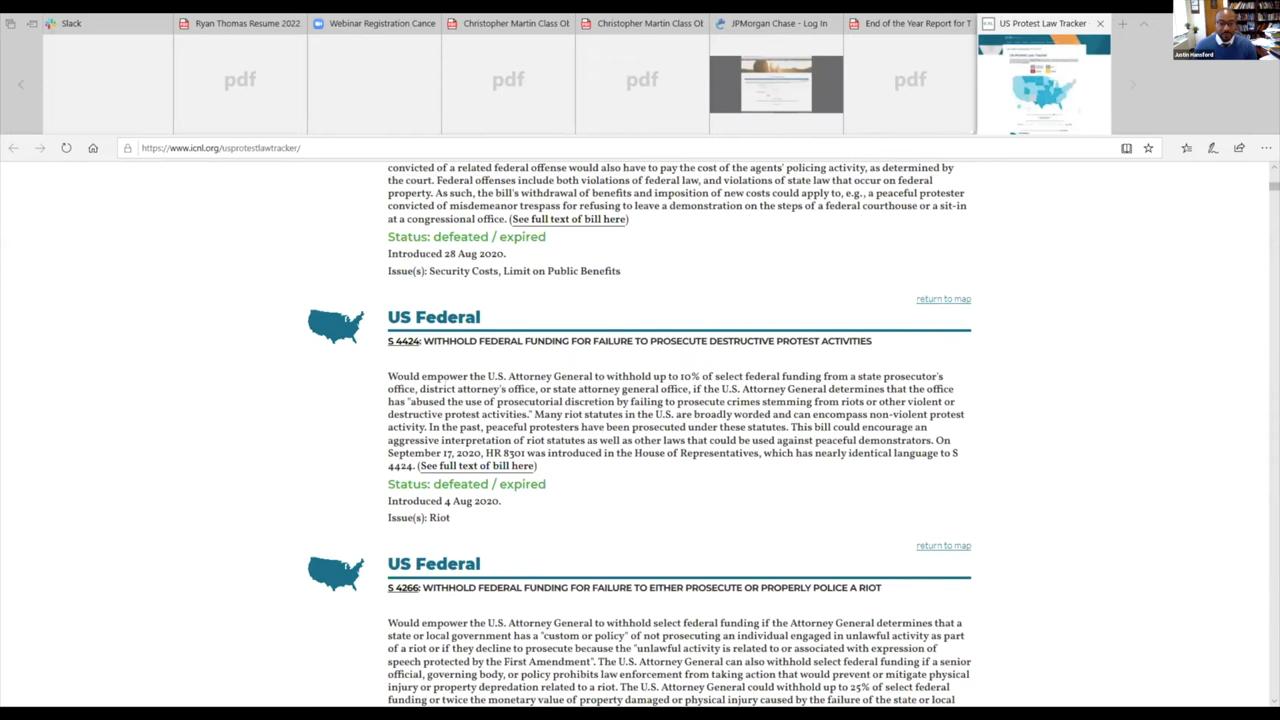 Slack
Ryan Thomas Resume 2022
Webinar Registration Cance
Christopher Martin Class Ob
Christopher Martin Class Ob
JPMorgan Chase - Log In
End of the Year Report for T
US Protest Law Tracker
pdf
pdf
pdf
pdf
Justin Hansford
https://www.icnl.org/usprotestlawtracker/
convicted of a related federal offense would also have to pay the cost of the agents' policing activity, as determined by
the court. Federal offenses include both violations of federal law, and violations of state law that occur on federal
property. As such, the bill's withdrawal of benefits and imposition of new costs could apply to, e.g., a peaceful protester
convicted of misdemeanor trespass for refusing to leave a demonstration on the steps of a federal courthouse or a sit-in
at a congressional office. (See full text of bill here)
Status: defeated / expired
Introduced 28 Aug 2020.
Issue(s): Security Costs, Limit on Public Benefits
return to map
US Federal
S 4424: WITHHOLD FEDERAL FUNDING FOR FAILURE TO PROSECUTE DESTRUCTIVE PROTEST ACTIVITIES
Would empower the U.S. Attorney General to withhold up to 10% of select federal funding from a state prosecutor's
office, district attorney's office, or state attorney general office, if the U.S. Attorney General determines that the office
has "abused the use of prosecutorial discretion by failing to prosecute crimes stemming from riots or other violent or
destructive protest activities." Many riot statutes in the U.S. are broadly worded and can encompass non-violent protest
activity. In the past, peaceful protesters have been prosecuted under these statutes. This bill could encourage an
aggressive interpretation of riot statutes as well as other laws that could be used against peaceful demonstrators. On
September 17, 2020, HR 8301 was introduced in the House of Representatives, which has nearly identical language to S
4424. (See full text of bill here)
Status: defeated / expired
Introduced 4 Aug 2020.
Issue(s): Riot
return to map
US Federal
S 4266: WITHHOLD FEDERAL FUNDING FOR FAILURE TO EITHER PROSECUTE OR PROPERLY POLICE A RIOT
Would empower the U.S. Attorney General to withhold select federal funding if the Attorney General determines that a
state or local government has a "custom or policy" of not prosecuting an individual engaged in unlawful activity as part
of a riot or if they decline to prosecute because the "unlawful activity is related to or associated with expression of
speech protected by the First Amendment". The U.S. Attorney General can also withhold select federal funding if a senior
official, governing body, or policy prohibits law enforcement from taking action that would prevent or mitigate physical
injury or property depredation related to a riot. The U.S. Attorney General could withhold up to 25% of select federal
funding or twice the monetary value of property damaged or physical injury caused by the failure of the state or local